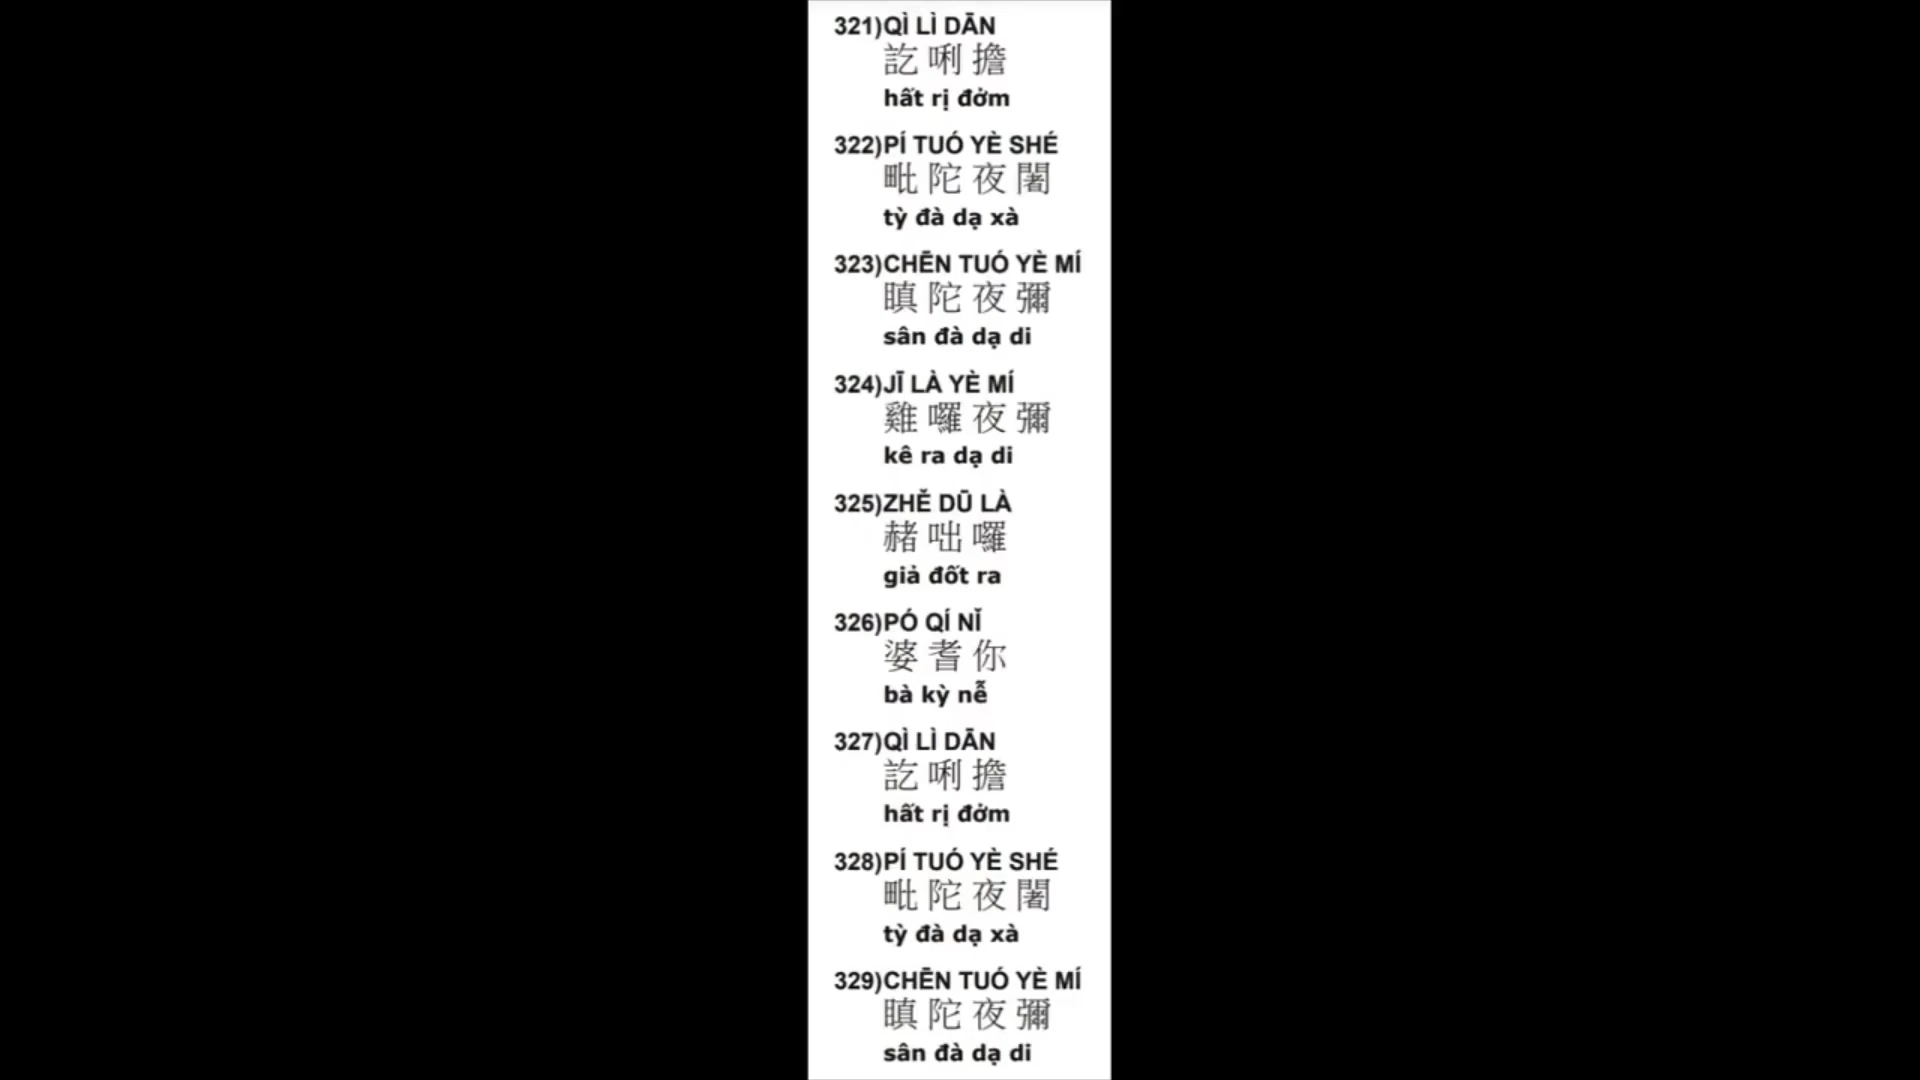 321)QÌ LÌ DĀN
訖 唎 擔
hất rị đởm
322)PÍ TUÓ YÈ SHÉ
毗 陀 夜 闍
tỳ đà dạ xà
323)CHĒN TUÓ YÈ MÍ
瞋 陀 夜 彌
sân đà dạ di
324)JĪ LÀ YÈ MÍ
雞 囉 夜 彌
kê ra dạ di
325)ZHĚ DŪ LÀ
赭 咄 囉
giả đốt ra
326)PÓ QÍ NǏ
婆 耆 你
bà kỳ nễ
327)QÌ LÌ DĀN
訖 唎 擔
hất rị đởm
328)PÍ TUÓ YÈ SHÉ
毗 陀 夜 闍
tỳ đà dạ xà
329)CHĒN TUÓ YÈ MÍ
瞋 陀 夜 彌
sân đà dạ di